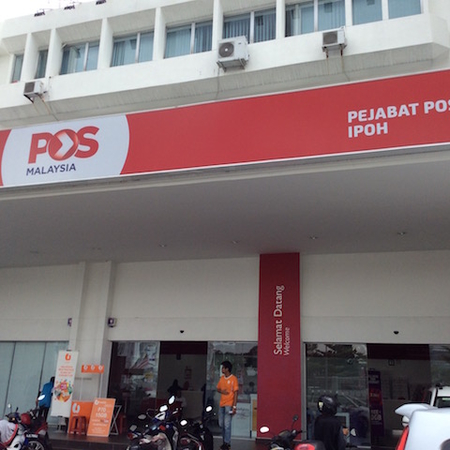 POS
MALAYSIA
PEJABAT POS
IPOH
Selamat Datang
Welcome